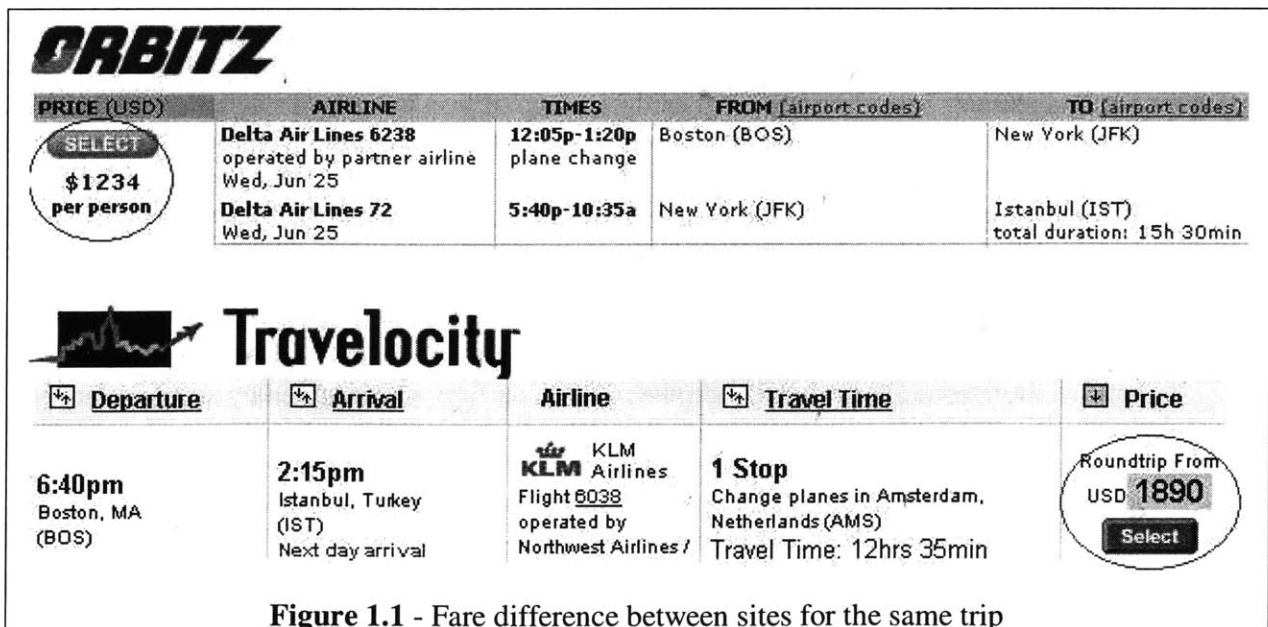 ORBITZ
PRICE (USD) AIRLINE TIMES FROM (airport codes) TO (airport codes)
SELECT
$1234
per person
Delta Air Lines 6238
operated by partner airline
Wed, Jun 25
12:05p-1:20p
plane change
Boston (BOS)
New York (JFK)
Delta Air Lines 72
Wed, Jun 25
5:40p-10:35a
New York (JFK)
Istanbul (IST)
total duration: 15h 30min
Travelocity
Departure Arrival Airline Travel Time Price
6:40pm
Boston, MA
(BOS)
2:15pm
Istanbul, Turkey
(IST)
Next day arrival
KLM
KLM Airlines
Flight 6038
operated by
Northwest Airlines /
1 Stop
Change planes in Amsterdam,
Netherlands (AMS)
Travel Time: 12hrs 35min
Roundtrip From
USD 1890
Select
Figure 1.1 - Fare difference between sites for the same trip